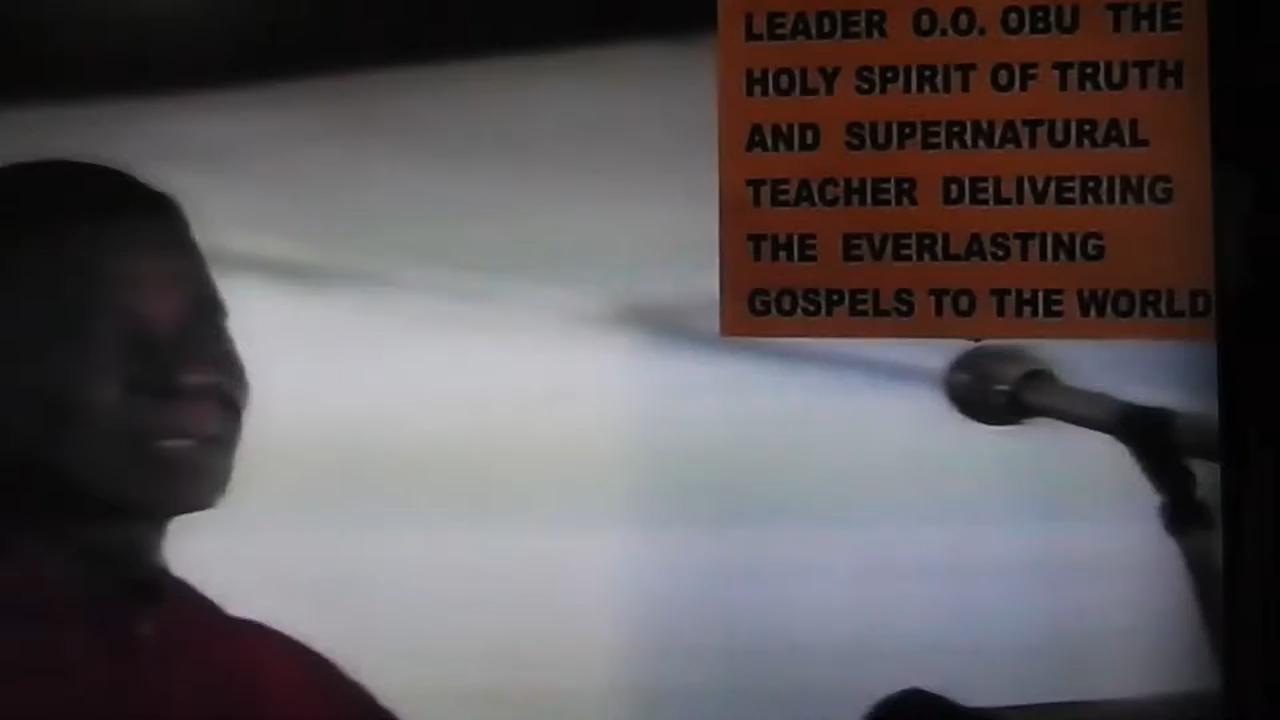 LEADER O.O. OBU THE
HOLY SPIRIT OF TRUTH
AND SUPERNATURAL
TEACHER DELIVERING
THE EVERLASTING
GOSPELS TO THE WORLD